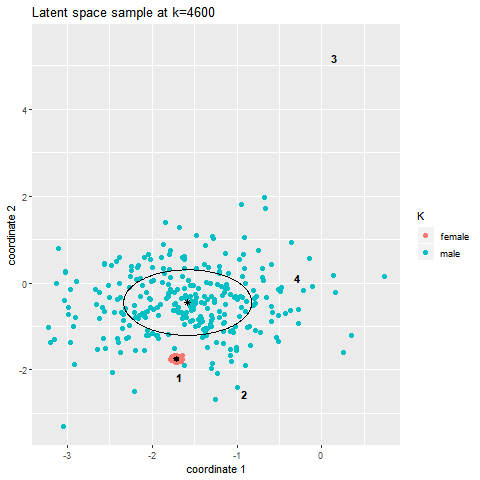 Latent space sample at k=4600
3
4
2
0
-2
4
1
2
-3
-2
-1
0
coordinate 1
coordinate 2
K
female
male